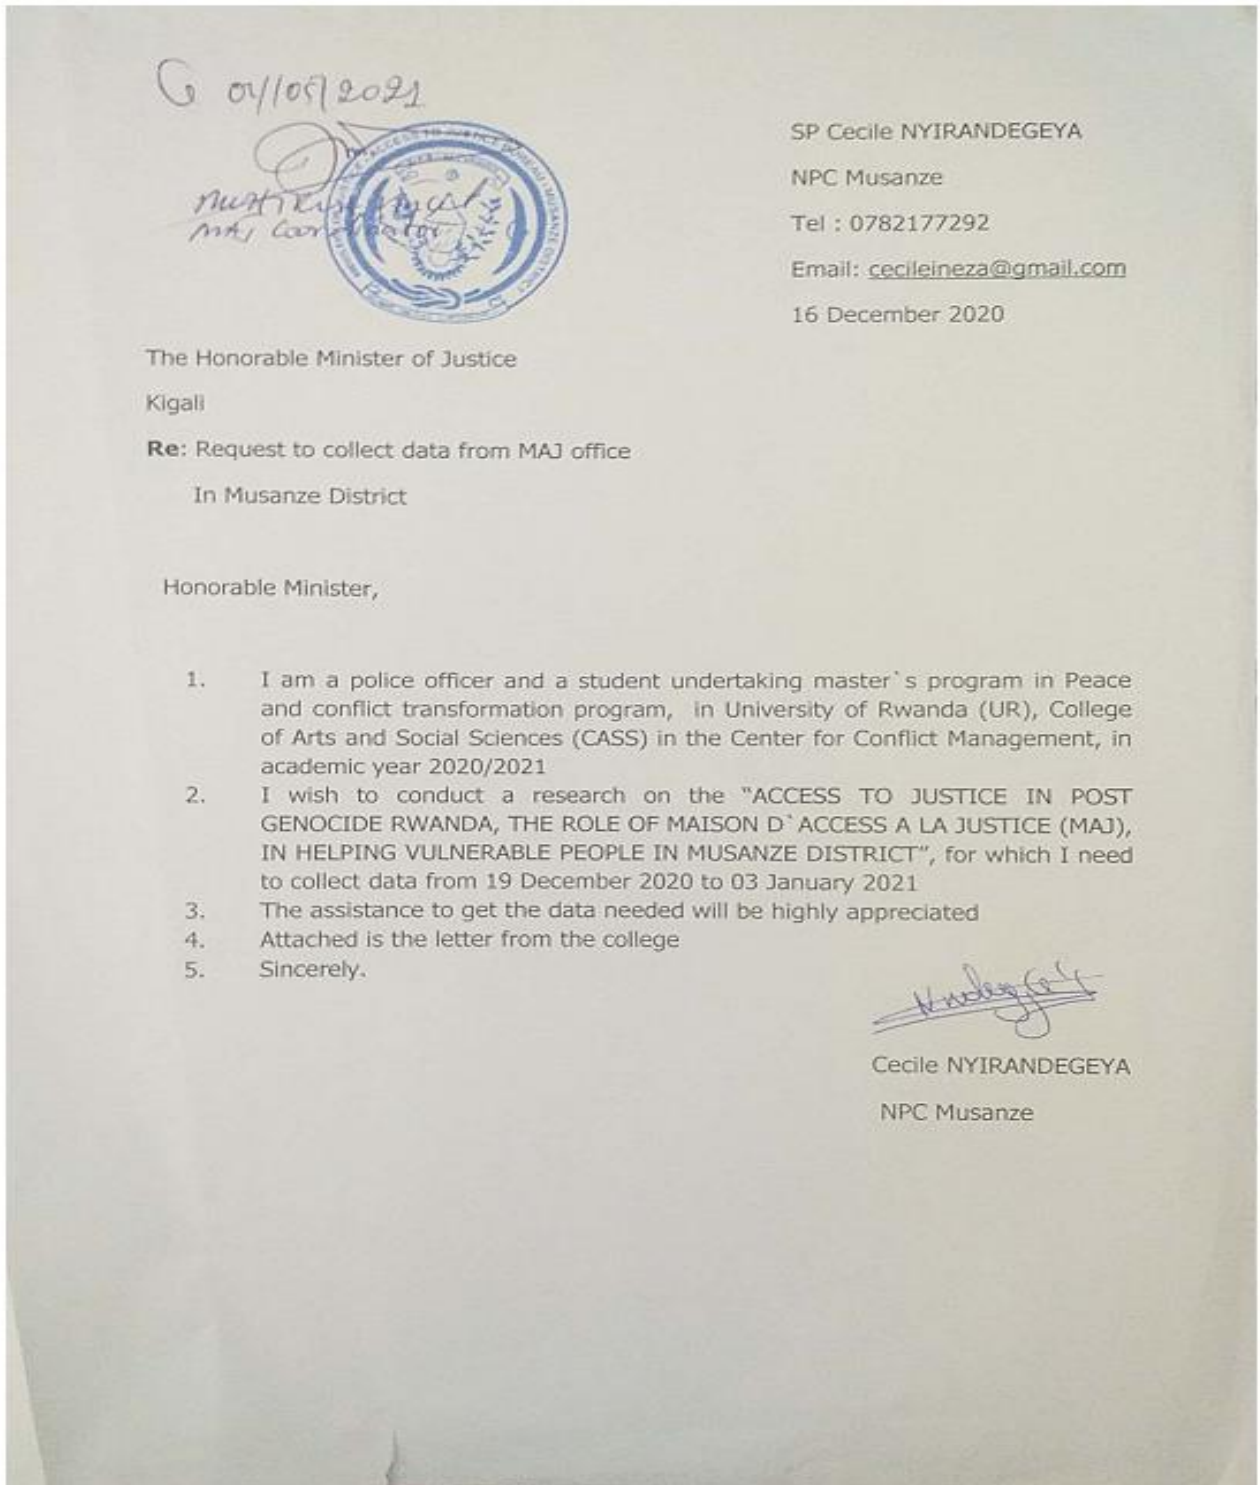 2021
SP Cecile NYIRANDEGEYA
NPC Musanze
Tel : 0782177292
Email: cecileineza@gmail.com
16 December 2020
MAJ Coordinator
ACCESS TO JUSTICE BUREAU/MUSANZE DISTRICT
The Honorable Minister of Justice
Kigali
Re: Request to collect data from MAJ office
In Musanze District
Honorable Minister,
1. I am a police officer and a student undertaking master`s program in Peace
and conflict transformation program, in University of Rwanda (UR), College
of Arts and Social Sciences (CASS) in the Center for Conflict Management, in
academic year 2020/2021
2. I wish to conduct a research on the “ACCESS TO JUSTICE IN POST
GENOCIDE RWANDA, THE ROLE OF MAISON D`ACCESS A LA JUSTICE (MAJ),
IN HELPING VULNERABLE PEOPLE IN MUSANZE DISTRICT”, for which I need
to collect data from 19 December 2020 to 03 January 2021
3. The assistance to get the data needed will be highly appreciated
4. Attached is the letter from the college
5. Sincerely.
Cecile NYIRANDEGEYA
NPC Musanze